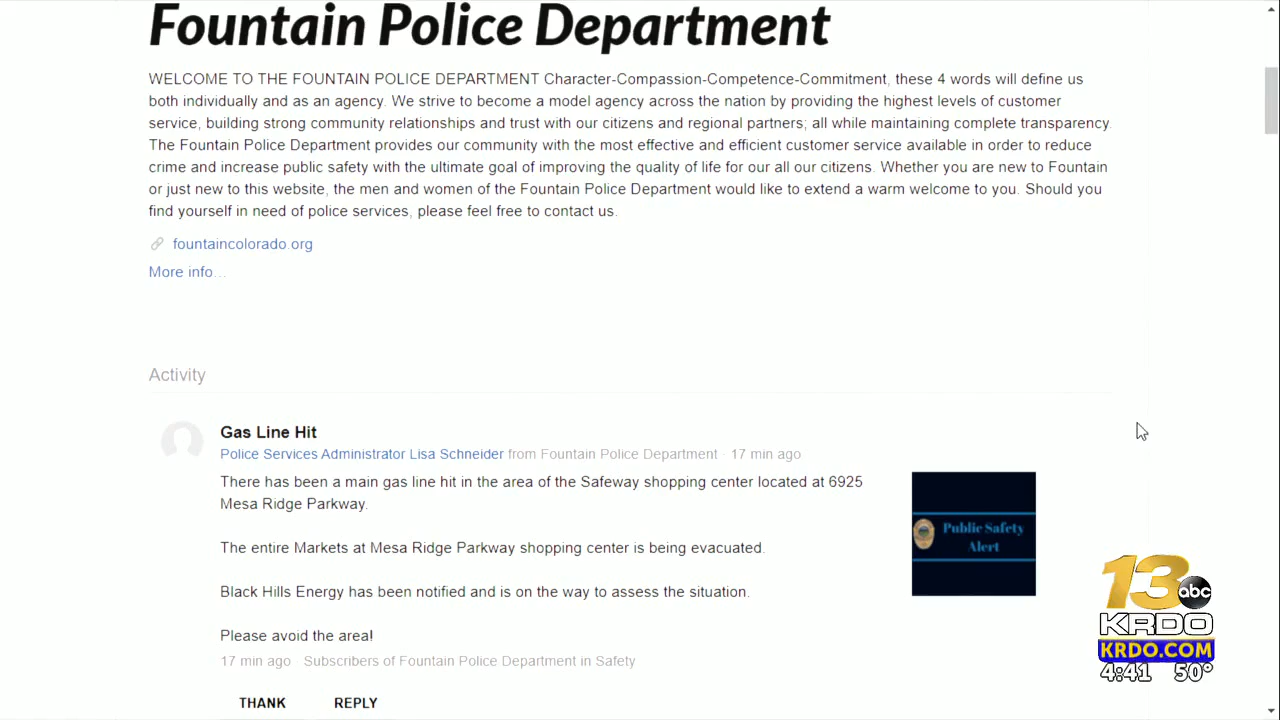 Fountain Police Department
WELCOME TO THE FOUNTAIN POLICE DEPARTMENT Character-Compassion-Competence-Commitment, these 4 words will define us
both individually and as an agency. We strive to become a model agency across the nation by providing the highest levels of customer
service, building strong community relationships and trust with our citizens and regional partners; all while maintaining complete transparency.
The Fountain Police Department provides our community with the most effective and efficient customer service available in order to reduce
crime and increase public safety with the ultimate goal of improving the quality of life for our all our citizens. Whether you are new to Fountain
or just new to this website, the men and women of the Fountain Police Department would like to extend a warm welcome to you. Should you
find yourself in need of police services, please feel free to contact us.
fountaincolorado.org
More info...
Activity
Gas Line Hit
Police Services Administrator Lisa Schneider from Fountain Police Department · 17 min ago
There has been a main gas line hit in the area of the Safeway shopping center located at 6925
Mesa Ridge Parkway.
The entire Markets at Mesa Ridge Parkway shopping center is being evacuated.
Black Hills Energy has been notified and is on the way to assess the situation.
Please avoid the area!
17 min ago Subscribers of Fountain Police Department in Safety
THANK REPLY
Public Safety
Alert
13 abc
KRDO
KRDO.COM
4:41 50°